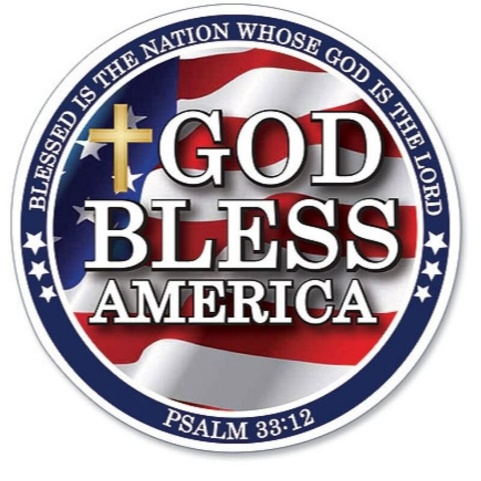 BLESSED IS THE NATION WHOSE GOD IS THE LORD
GOD
BLESS
AMERICA
PSALM 33:12